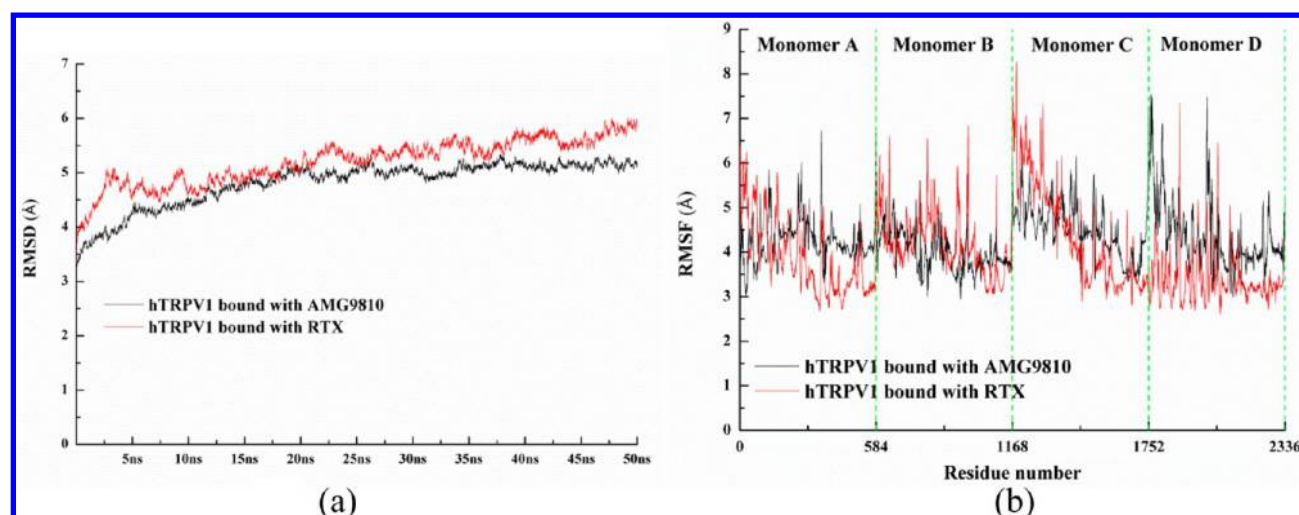 7
6
5
4
3
2
1
0
RMSD (Å)
hTRPV1 bound with AMG9810
hTRPV1 bound with RTX
5ns 10ns 15ns 20ns 25ns 30ns 35ns 40ns 45ns 50ns
(a)
9
8
7
6
5
4
3
2
1
0
RMSF (Å)
Monomer A Monomer B Monomer C Monomer D
hTRPV1 bound with AMG9810
hTRPV1 bound with RTX
0 584 1168 1752 2336
Residue number
(b)